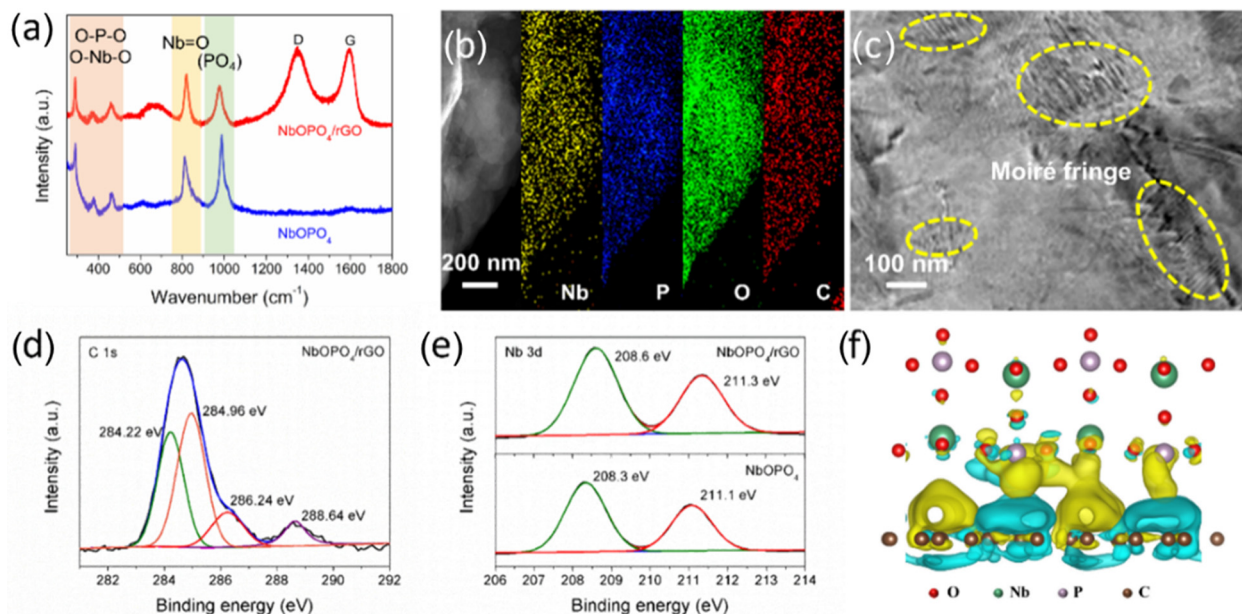 (a)
O-P-O
O-Nb-O
Nb=O
(PO₄)
D
G
NbOPO₄/rGO
NbOPO₄
Intensity (a.u.)
400 600 800 1000 1200 1400 1600 1800
Wavenumber (cm⁻¹)
(b)
200 nm
Nb
P
O
C
(c)
Moiré fringe
100 nm
(d)
C 1s
NbOPO₄/rGO
284.96 eV
284.22 eV
286.24 eV
288.64 eV
Intensity (a.u.)
282 284 286 288 290 292
Binding energy (eV)
(e)
Nb 3d
NbOPO₄/rGO
208.6 eV
211.3 eV
NbOPO₄
208.3 eV
211.1 eV
Intensity (a.u.)
206 207 208 209 210 211 212 213 214
Binding energy (eV)
(f)
O Nb P C